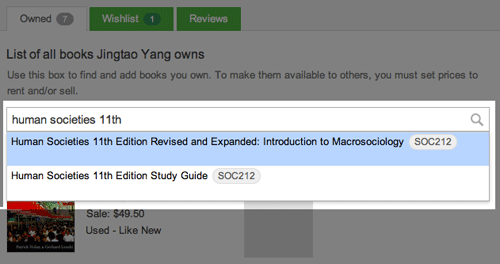 Owned 7 Wishlist 1 Reviews
List of all books Jingtao Yang owns
Use this box to find and add books you own. To make them available to others, you must set prices to
rent and/or sell.
human societies 11th
Human Societies 11th Edition Revised and Expanded: Introduction to Macrosociology SOC212
Human Societies 11th Edition Study Guide SOC212
Sale: $49.50
Used - Like New
Patrick Nolan & Gerhard Lenski